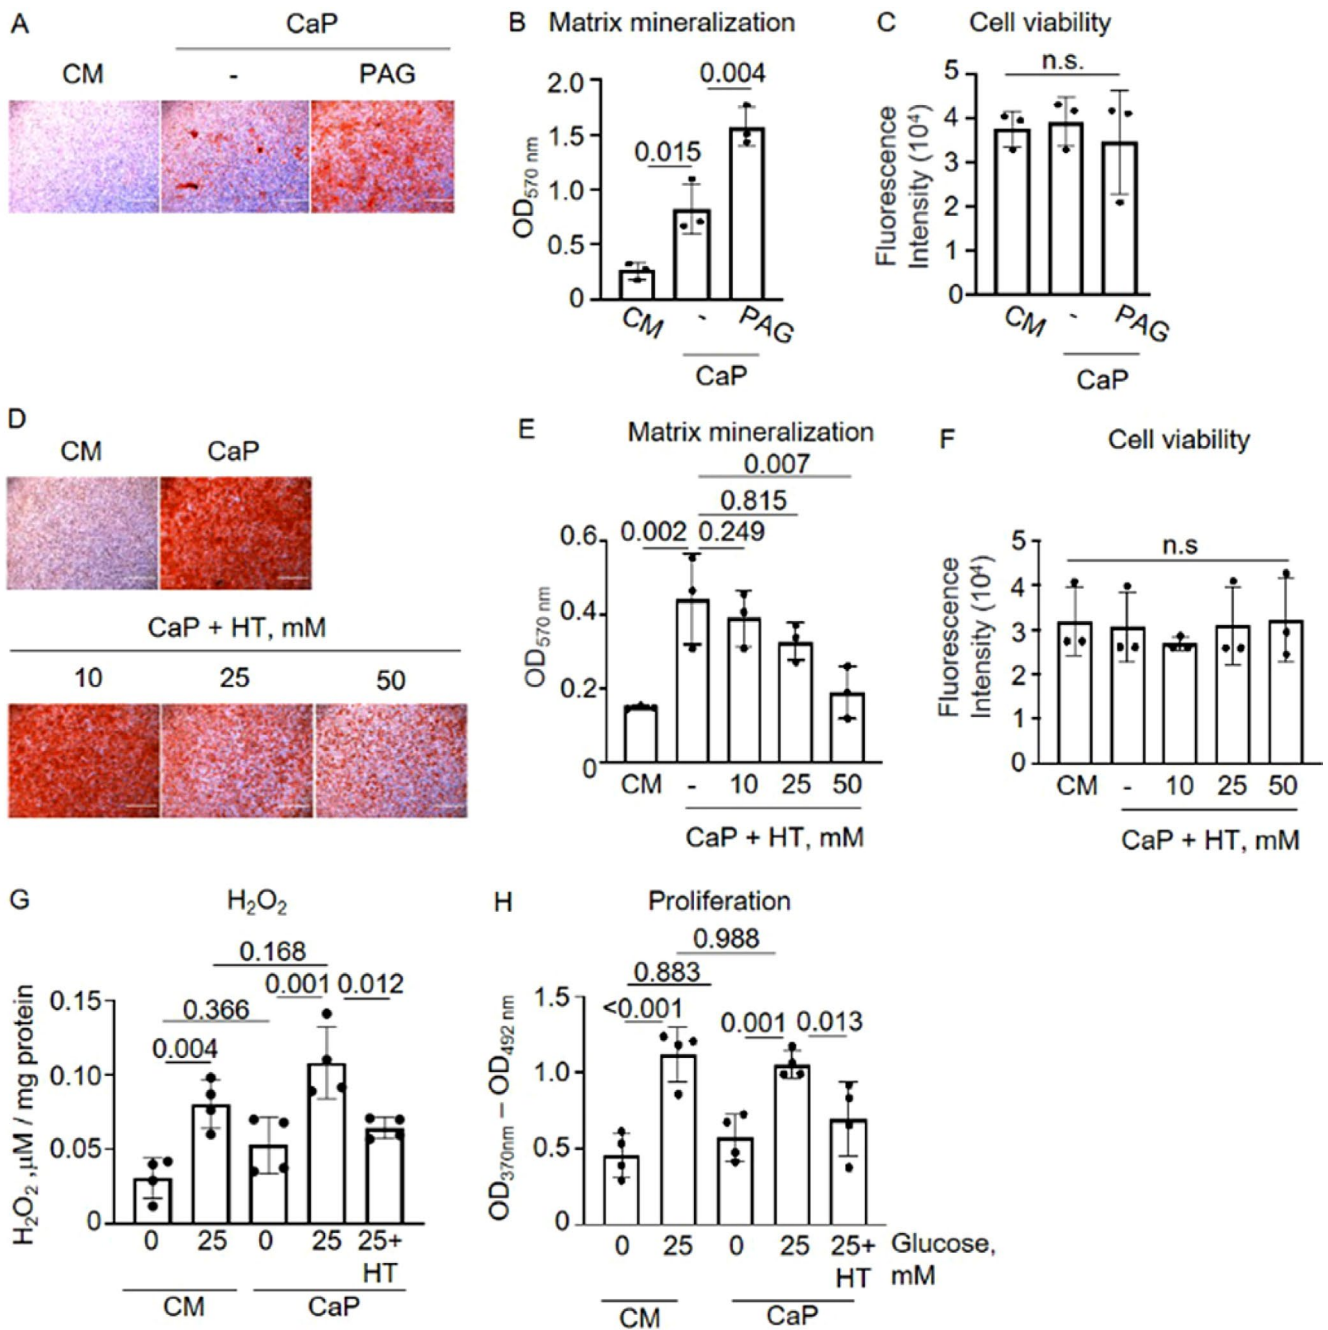 A
CaP
CM
-
PAG
B
Matrix mineralization
0.004
0.015
2.0
1.5
1.0
0.5
0
OD570 nm
CM
-
PAG
CaP
C
Cell viability
n.s.
5
4
3
2
1
0
Fluorescence
Intensity (10⁴)
CM
-
PAG
CaP
D
CM
CaP
CaP + HT, mM
10
25
50
E
Matrix mineralization
0.007
0.815
0.002
0.249
0.6
0.4
0.2
0
OD570 nm
CM
-
10
25
50
CaP + HT, mM
F
Cell viability
n.s
5
4
3
2
1
0
Fluorescence
Intensity (10⁴)
CM
-
10
25
50
CaP + HT, mM
G
H₂O₂
0.168
0.001
0.012
0.366
0.004
0.15
0.10
0.05
0
H₂O₂ ,µM / mg protein
0
25
0
25
25+
HT
CM
CaP
H
Proliferation
0.988
0.883
<0.001
0.001
0.013
1.5
1.0
0.5
0
OD370nm – OD492 nm
0
25
0
25
25+
HT
Glucose,
mM
CM
CaP